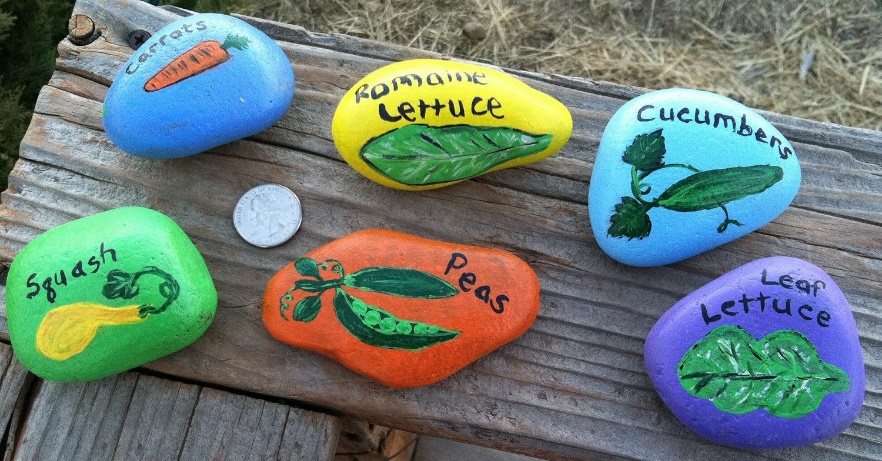 Carrots
Romaine
Lettuce
Cucumbers
Squash
Peas
Leaf
Lettuce